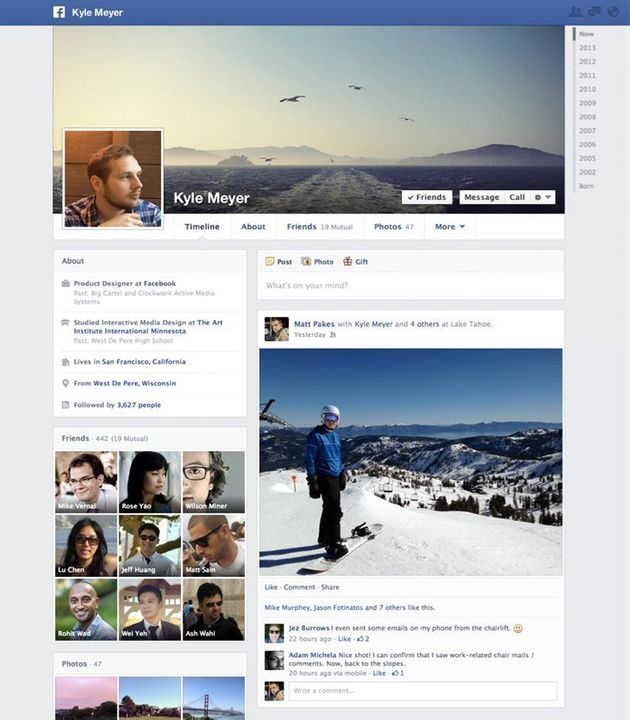 Kyle Meyer
Now
2013
2012
2011
2010
2009
2008
2007
2006
2005
2002
Born
Kyle Meyer
Friends
Message
Call
Timeline
About
Friends 19 Mutual
Photos 47
More
About
Product Designer at Facebook
Past: Big Cartel and Clockwork Active Media
Systems
Studied Interactive Media Design at The Art
Institute International Minnesota
Past: West De Pere High School
Lives in San Francisco, California
From West De Pere, Wisconsin
Followed by 3,627 people
Friends · 442 (19 Mutual)
Mike Vernal
Rose Yao
Wilson Miner
Lu Chen
Jeff Huang
Matt Sain
Rohit Wad
Wei Yeh
Ash Wahi
Photos · 47
Post
Photo
Gift
What's on your mind?
Matt Pakes with Kyle Meyer and 4 others at Lake Tahoe.
Yesterday
Like · Comment · Share
Mike Murphey, Jason Fotinatos and 7 others like this.
Jez Burrows I even sent some emails on my phone from the chairlift.
22 hours ago · Like · 2
Adam Michela Nice shot! I can confirm that I saw work-related chair mails /
comments. Now, back to the slopes.
20 hours ago via mobile · Like · 1
Write a comment...